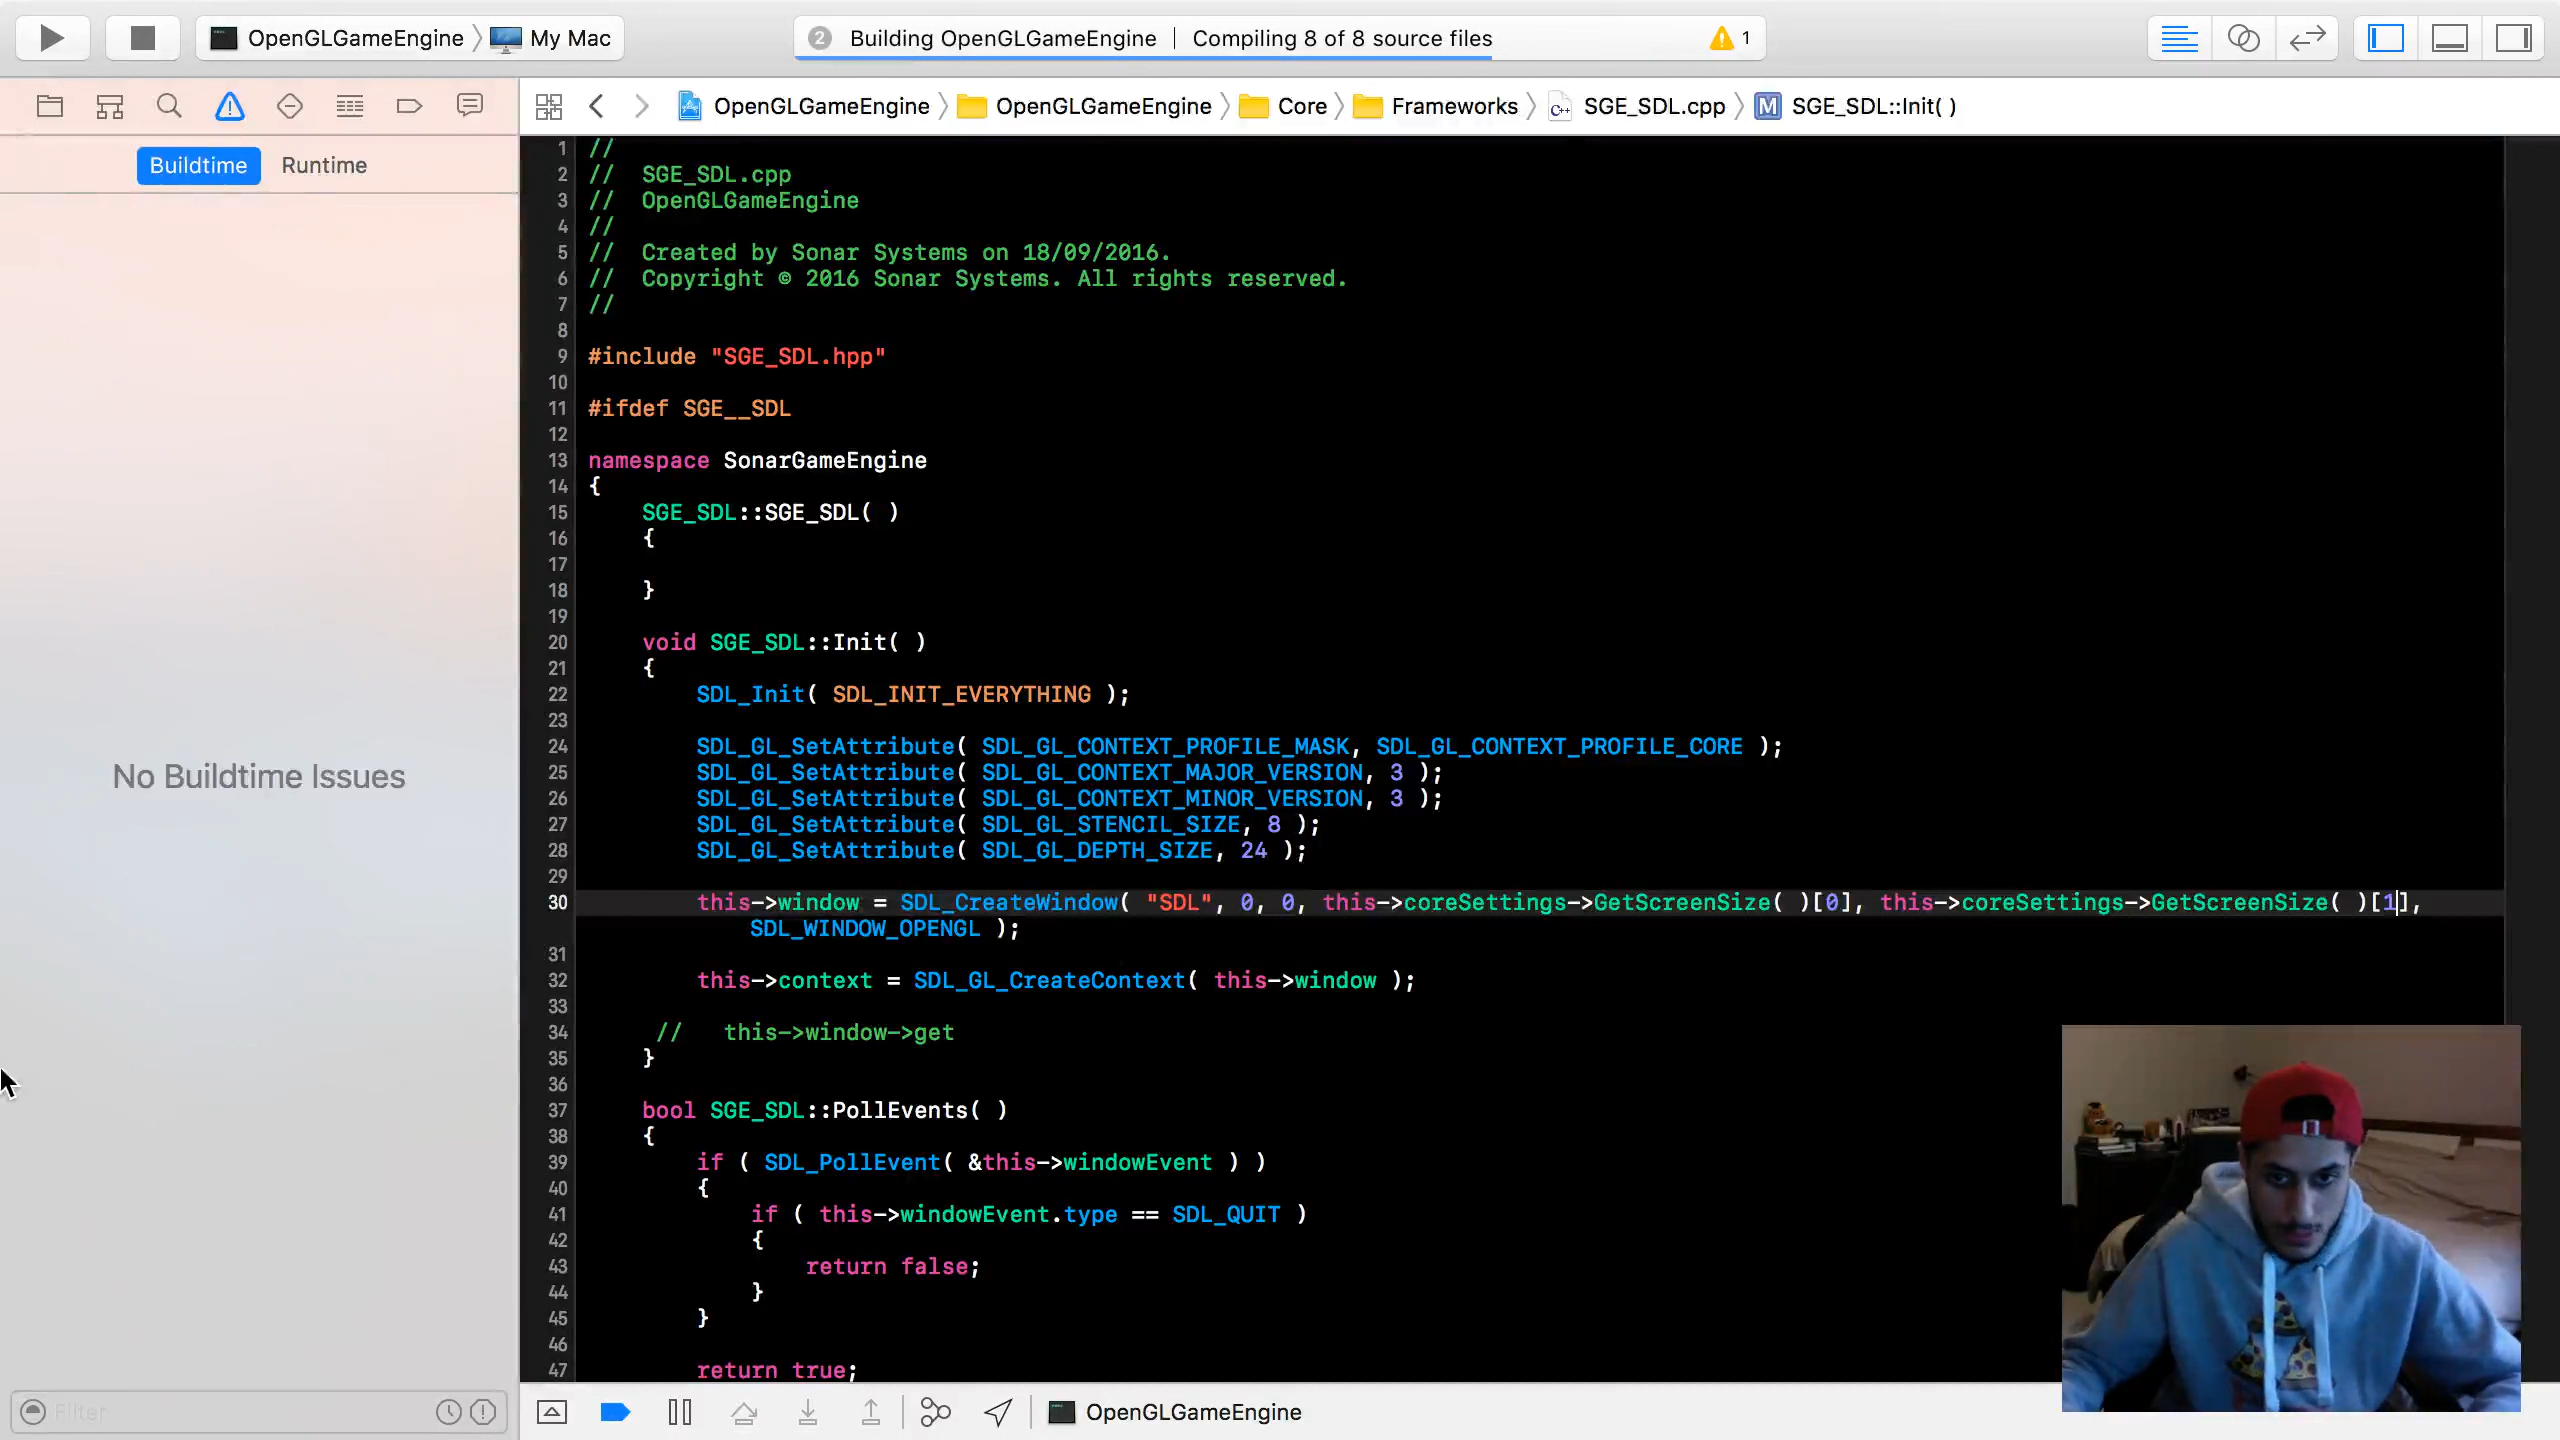 OpenGLGameEngine My Mac
2 Building OpenGLGameEngine | Compiling 8 of 8 source files 1
OpenGLGameEngine OpenGLGameEngine Core Frameworks SGE_SDL.cpp M SGE_SDL::Init( )
Buildtime Runtime
No Buildtime Issues
Filter
1 //
2 //  SGE_SDL.cpp
3 //  OpenGLGameEngine
4 //
5 //  Created by Sonar Systems on 18/09/2016.
6 //  Copyright © 2016 Sonar Systems. All rights reserved.
7 //
8
9 #include "SGE_SDL.hpp"
10
11 #ifdef SGE__SDL
12
13 namespace SonarGameEngine
14 {
15     SGE_SDL::SGE_SDL( )
16     {
17
18     }
19
20     void SGE_SDL::Init( )
21     {
22         SDL_Init( SDL_INIT_EVERYTHING );
23
24         SDL_GL_SetAttribute( SDL_GL_CONTEXT_PROFILE_MASK, SDL_GL_CONTEXT_PROFILE_CORE );
25         SDL_GL_SetAttribute( SDL_GL_CONTEXT_MAJOR_VERSION, 3 );
26         SDL_GL_SetAttribute( SDL_GL_CONTEXT_MINOR_VERSION, 3 );
27         SDL_GL_SetAttribute( SDL_GL_STENCIL_SIZE, 8 );
28         SDL_GL_SetAttribute( SDL_GL_DEPTH_SIZE, 24 );
29
30         this->window = SDL_CreateWindow( "SDL", 0, 0, this->coreSettings->GetScreenSize( )[0], this->coreSettings->GetScreenSize( )[1],
SDL_WINDOW_OPENGL );
31
32         this->context = SDL_GL_CreateContext( this->window );
33
34      //   this->window->get
35     }
36
37     bool SGE_SDL::PollEvents( )
38     {
39         if ( SDL_PollEvent( &this->windowEvent ) )
40         {
41             if ( this->windowEvent.type == SDL_QUIT )
42             {
43                 return false;
44             }
45         }
46
47         return true;
OpenGLGameEngine